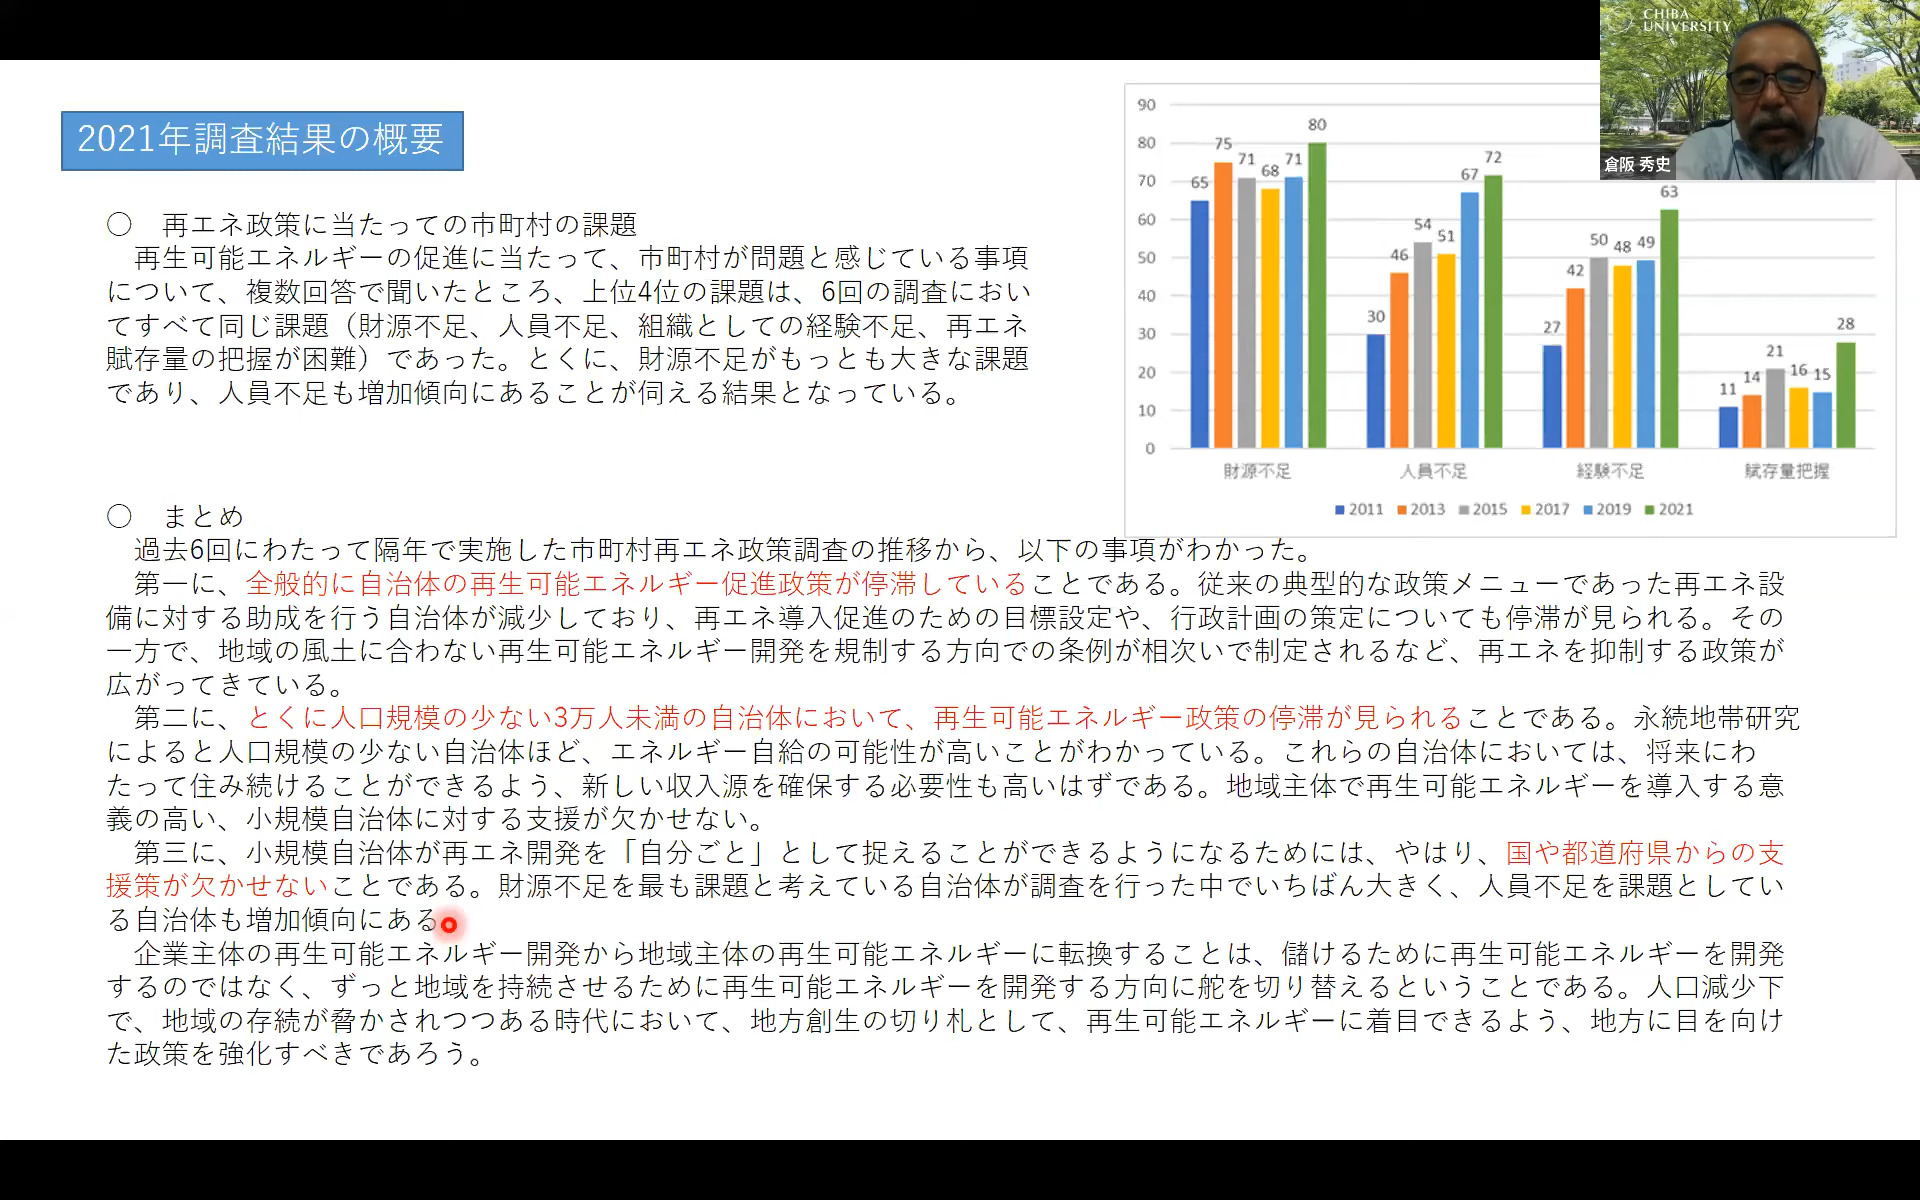 CHIBA
UNIVERSITY
倉阪 秀史
2021年調査結果の概要
○　再エネ政策に当たっての市町村の課題
再生可能エネルギーの促進に当たって、市町村が問題と感じている事項
について、複数回答で聞いたところ、上位4位の課題は、6回の調査におい
てすべて同じ課題（財源不足、人員不足、組織としての経験不足、再エネ
賦存量の把握が困難）であった。とくに、財源不足がもっとも大きな課題
であり、人員不足も増加傾向にあることが伺える結果となっている。
90
80
70
60
50
40
30
20
10
0
65 75 71 68 71 80
30 46 54 51 67 72
27 42 50 48 49 63
11 14 21 16 15 28
財源不足 人員不足 経験不足 賦存量把握
2011 2013 2015 2017 2019 2021
○　まとめ
過去6回にわたって隔年で実施した市町村再エネ政策調査の推移から、以下の事項がわかった。
第一に、全般的に自治体の再生可能エネルギー促進政策が停滞していることである。従来の典型的な政策メニューであった再エネ設
備に対する助成を行う自治体が減少しており、再エネ導入促進のための目標設定や、行政計画の策定についても停滞が見られる。その
一方で、地域の風土に合わない再生可能エネルギー開発を規制する方向での条例が相次いで制定されるなど、再エネを抑制する政策が
広がってきている。
第二に、とくに人口規模の少ない3万人未満の自治体において、再生可能エネルギー政策の停滞が見られることである。永続地帯研究
によると人口規模の少ない自治体ほど、エネルギー自給の可能性が高いことがわかっている。これらの自治体においては、将来にわ
たって住み続けることができるよう、新しい収入源を確保する必要性も高いはずである。地域主体で再生可能エネルギーを導入する意
義の高い、小規模自治体に対する支援が欠かせない。
第三に、小規模自治体が再エネ開発を「自分ごと」として捉えることができるようになるためには、やはり、国や都道府県からの支
援策が欠かせないことである。財源不足を最も課題と考えている自治体が調査を行った中でいちばん大きく、人員不足を課題としてい
る自治体も増加傾向にある
企業主体の再生可能エネルギー開発から地域主体の再生可能エネルギーに転換することは、儲けるために再生可能エネルギーを開発
するのではなく、ずっと地域を持続させるために再生可能エネルギーを開発する方向に舵を切り替えるということである。人口減少下
で、地域の存続が脅かされつつある時代において、地方創生の切り札として、再生可能エネルギーに着目できるよう、地方に目を向け
た政策を強化すべきであろう。